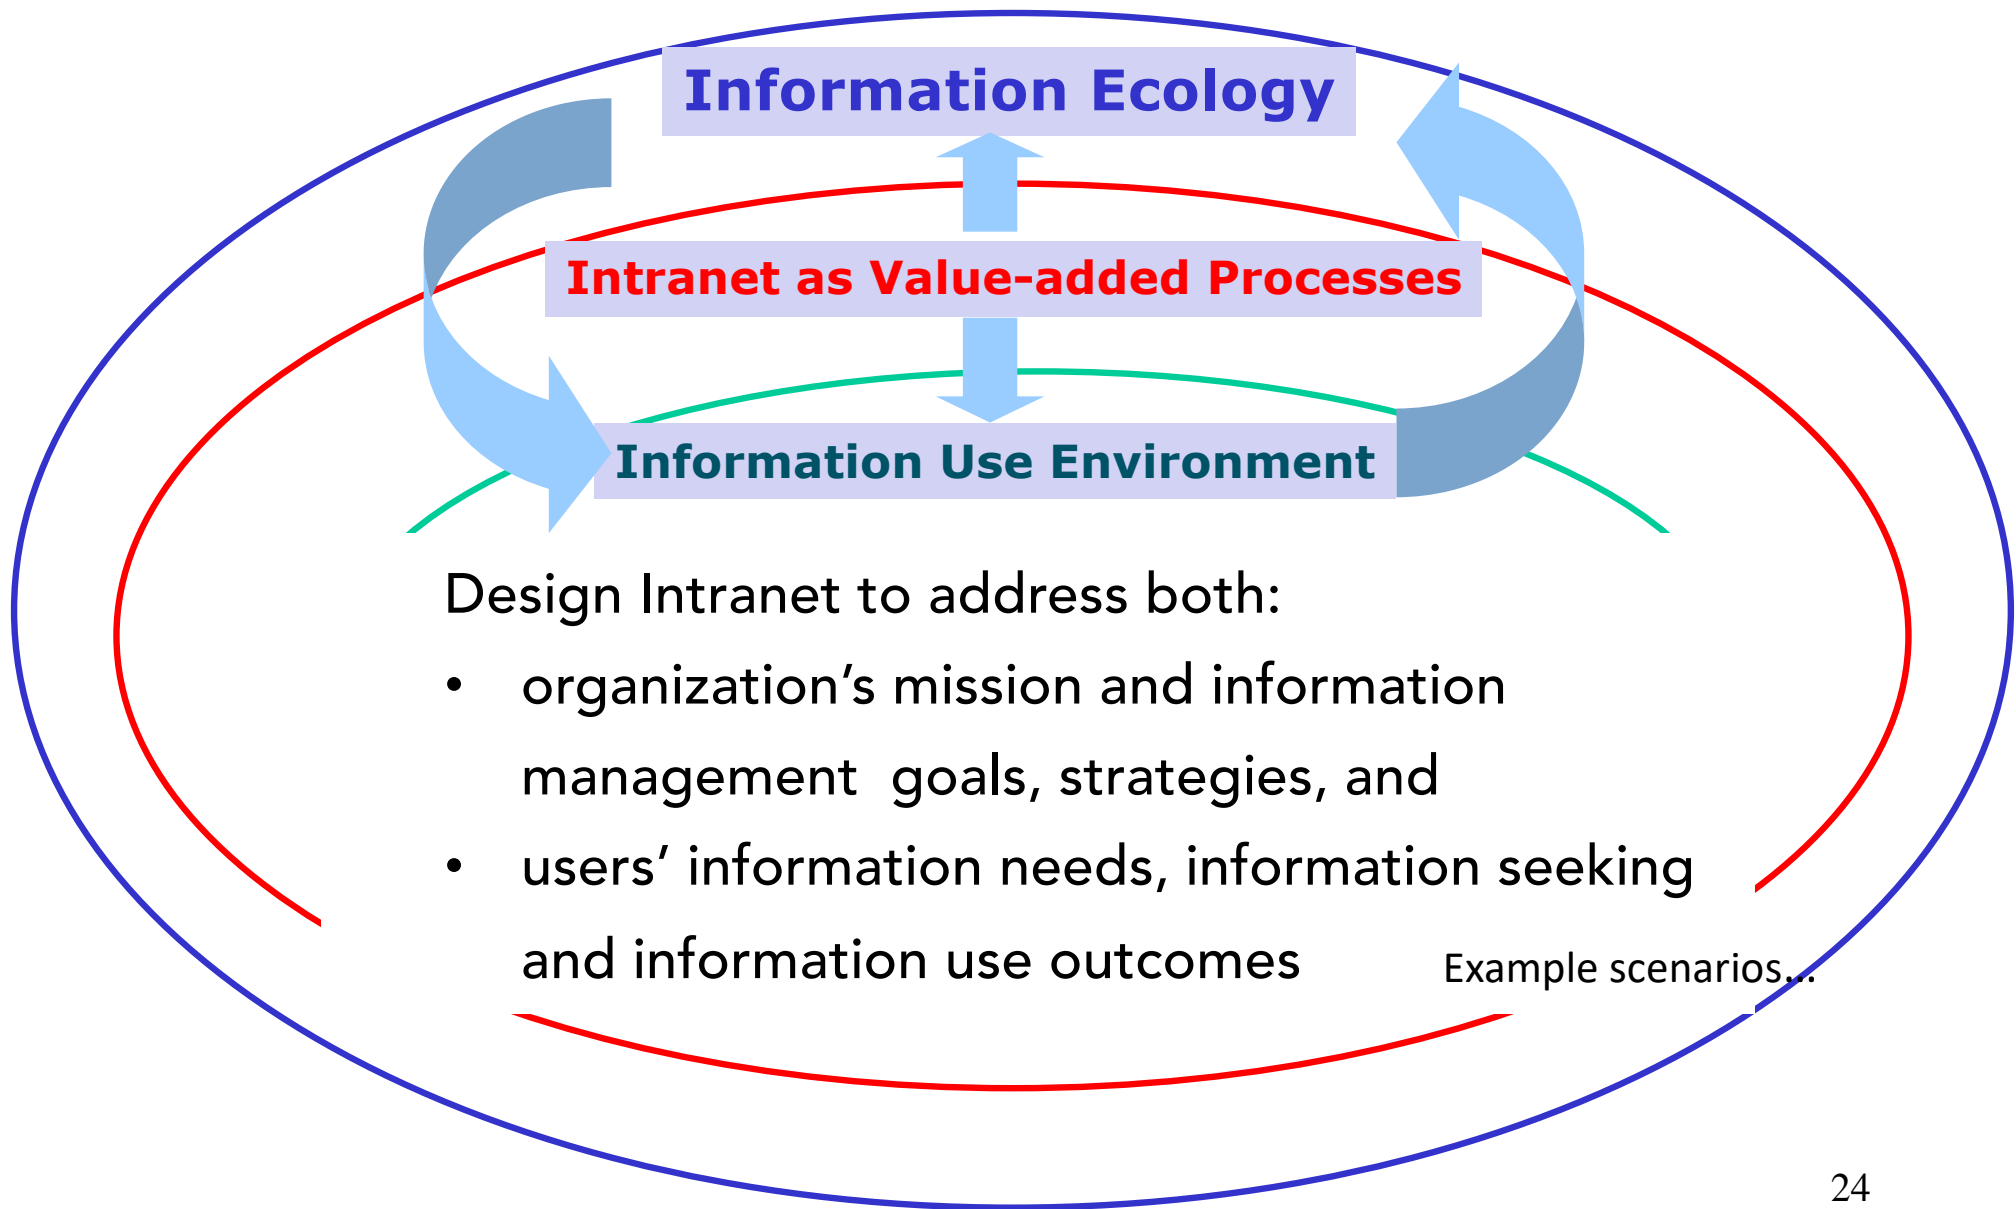 Information Ecology
Intranet as Value-added Processes
Information Use Environment
Design Intranet to address both:
• organization’s mission and information
management  goals, strategies, and
• users’ information needs, information seeking
and information use outcomes
Example scenarios...
24